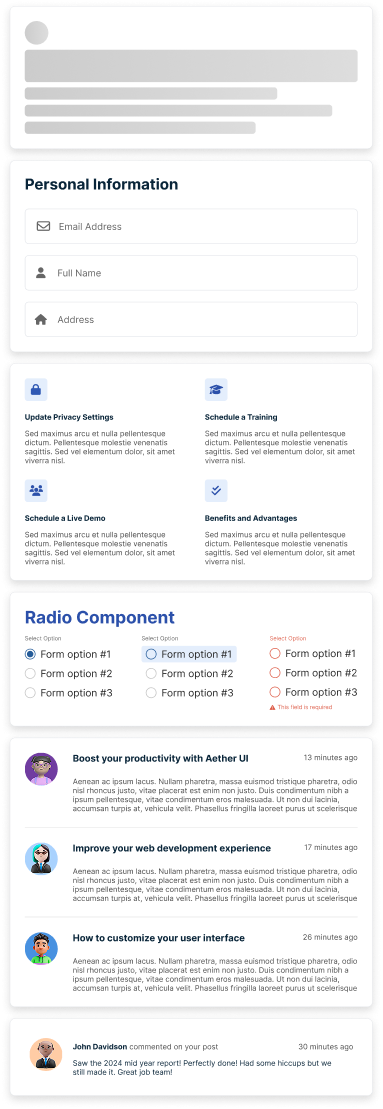 Personal Information
Email Address
Full Name
Address
Update Privacy Settings
Sed maximus arcu et nulla pellentesque
dictum. Pellentesque molestie venenatis
sagittis. Sed vel elementum dolor, sit amet
viverra nisl.
Schedule a Training
Sed maximus arcu et nulla pellentesque
dictum. Pellentesque molestie venenatis
sagittis. Sed vel elementum dolor, sit amet
viverra nisl.
Schedule a Live Demo
Sed maximus arcu et nulla pellentesque
dictum. Pellentesque molestie venenatis
sagittis. Sed vel elementum dolor, sit amet
viverra nisl.
Benefits and Advantages
Sed maximus arcu et nulla pellentesque
dictum. Pellentesque molestie venenatis
sagittis. Sed vel elementum dolor, sit amet
viverra nisl.
Radio Component
Select Option
Form option #1
Form option #2
Form option #3
Select Option
Form option #1
Form option #2
Form option #3
Select Option
Form option #1
Form option #2
Form option #3
This field is required
Boost your productivity with Aether UI
13 minutes ago
Aenean ac ipsum lacus. Nullam pharetra, massa euismod tristique pharetra, odio
nisl rhoncus justo, vitae convallis enim non justo. Duis condimentum nibh a
ipsum pellentesque, vitae condimentum eros malesuada. Ut non dui lacinia,
accumsan turpis at, vehicula velit. Phasellus fringilla laoreet purus ut scelerisque
Improve your web development experience
17 minutes ago
Aenean ac ipsum lacus. Nullam pharetra, massa euismod tristique pharetra, odio
nisl rhoncus justo, vitae convallis enim non justo. Duis condimentum nibh a
ipsum pellentesque, vitae condimentum eros malesuada. Ut non dui lacinia,
accumsan turpis at, vehicula velit. Phasellus fringilla laoreet purus ut scelerisque
How to customize your user interface
26 minutes ago
Aenean ac ipsum lacus. Nullam pharetra, massa euismod tristique pharetra, odio
nisl rhoncus justo, vitae convallis enim non justo. Duis condimentum nibh a
ipsum pellentesque, vitae condimentum eros malesuada. Ut non dui lacinia,
accumsan turpis at, vehicula velit. Phasellus fringilla laoreet purus ut scelerisque
John Davidson commented on your post
30 minutes ago
Saw the 2024 mid year report! Perfectly done! Had some hiccups but we
still made it. Great job team!